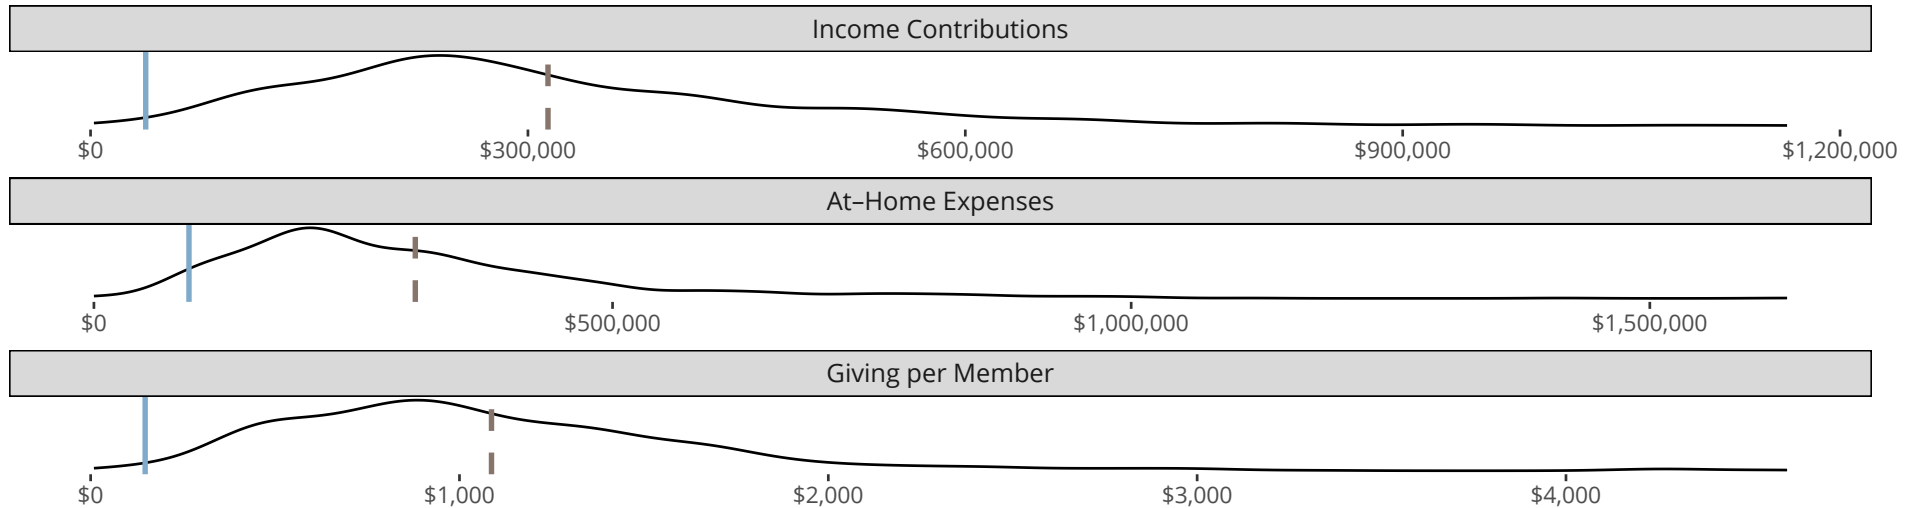 Income Contributions
$0 $300,000 $600,000 $900,000 $1,200,000
At–Home Expenses
$0 $500,000 $1,000,000 $1,500,000
Giving per Member
$0 $1,000 $2,000 $3,000 $4,000